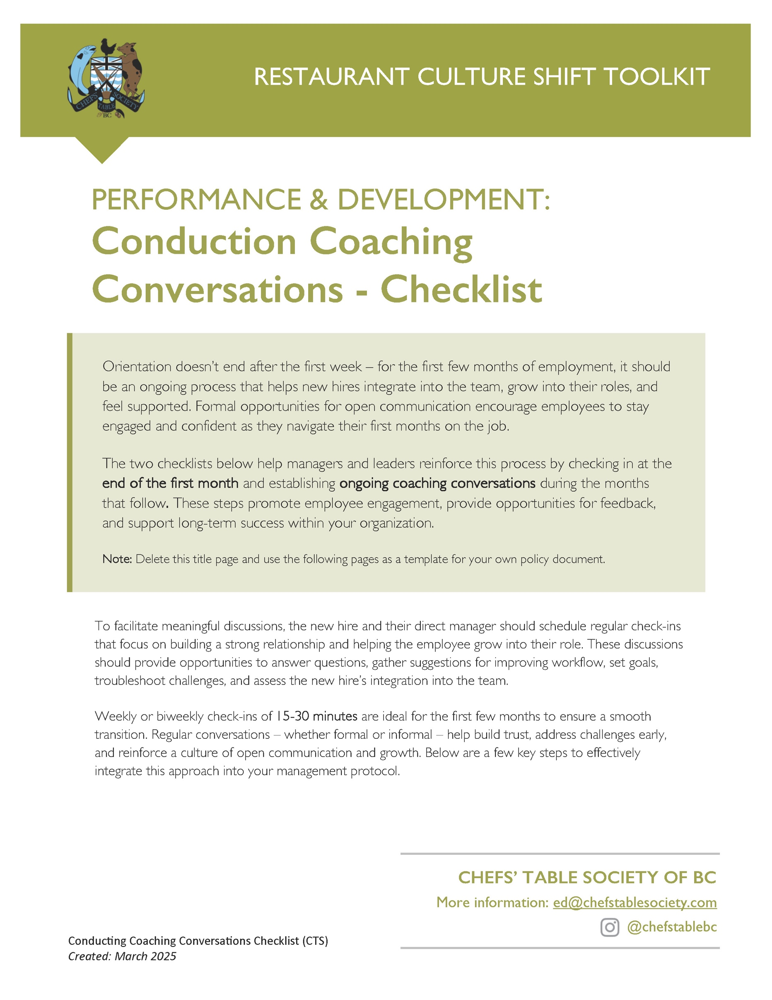 CHEFS' TABLE SOCIETY
of BC
RESTAURANT CULTURE SHIFT TOOLKIT
PERFORMANCE & DEVELOPMENT:
Conduction Coaching
Conversations - Checklist
Orientation doesn’t end after the first week – for the first few months of employment, it should
be an ongoing process that helps new hires integrate into the team, grow into their roles, and
feel supported. Formal opportunities for open communication encourage employees to stay
engaged and confident as they navigate their first months on the job.
The two checklists below help managers and leaders reinforce this process by checking in at the
end of the first month and establishing ongoing coaching conversations during the months
that follow. These steps promote employee engagement, provide opportunities for feedback,
and support long-term success within your organization.
Note: Delete this title page and use the following pages as a template for your own policy document.
To facilitate meaningful discussions, the new hire and their direct manager should schedule regular check-ins
that focus on building a strong relationship and helping the employee grow into their role. These discussions
should provide opportunities to answer questions, gather suggestions for improving workflow, set goals,
troubleshoot challenges, and assess the new hire’s integration into the team.
Weekly or biweekly check-ins of 15-30 minutes are ideal for the first few months to ensure a smooth
transition. Regular conversations – whether formal or informal – help build trust, address challenges early,
and reinforce a culture of open communication and growth. Below are a few key steps to effectively
integrate this approach into your management protocol.
CHEFS’ TABLE SOCIETY OF BC
More information: ed@chefstablesociety.com
@chefstablebc
Conducting Coaching Conversations Checklist (CTS)
Created: March 2025